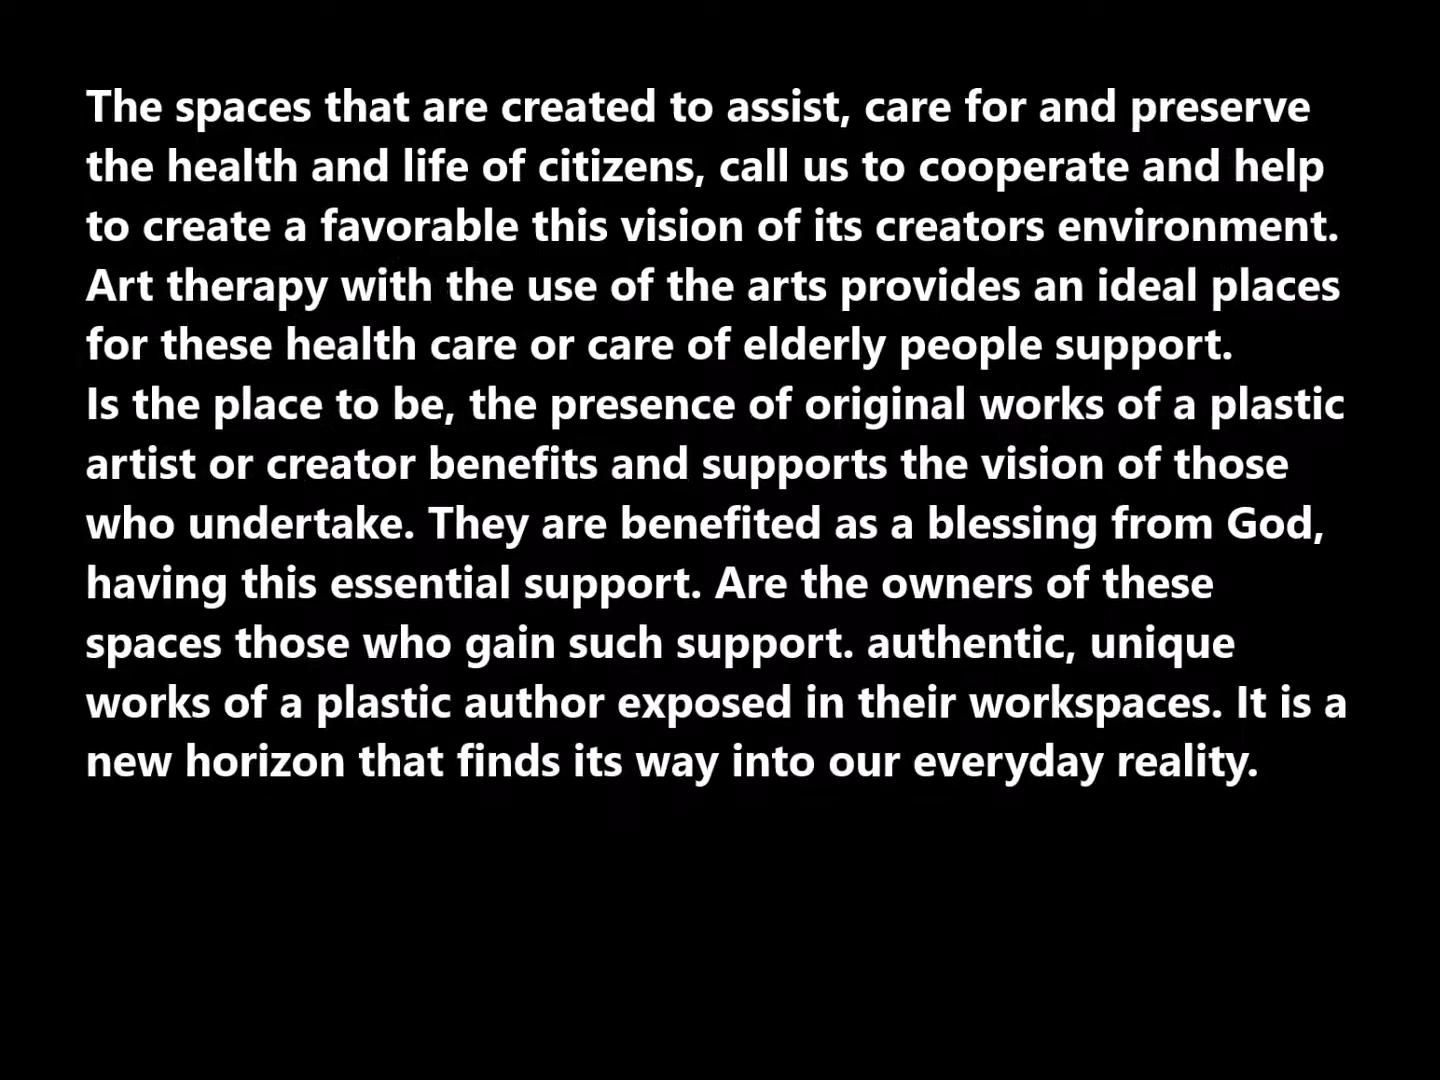 The spaces that are created to assist, care for and preserve
the health and life of citizens, call us to cooperate and help
to create a favorable this vision of its creators environment.
Art therapy with the use of the arts provides an ideal places
for these health care or care of elderly people support.
Is the place to be, the presence of original works of a plastic
artist or creator benefits and supports the vision of those
who undertake. They are benefited as a blessing from God,
having this essential support. Are the owners of these
spaces those who gain such support. authentic, unique
works of a plastic author exposed in their workspaces. It is a
new horizon that finds its way into our everyday reality.